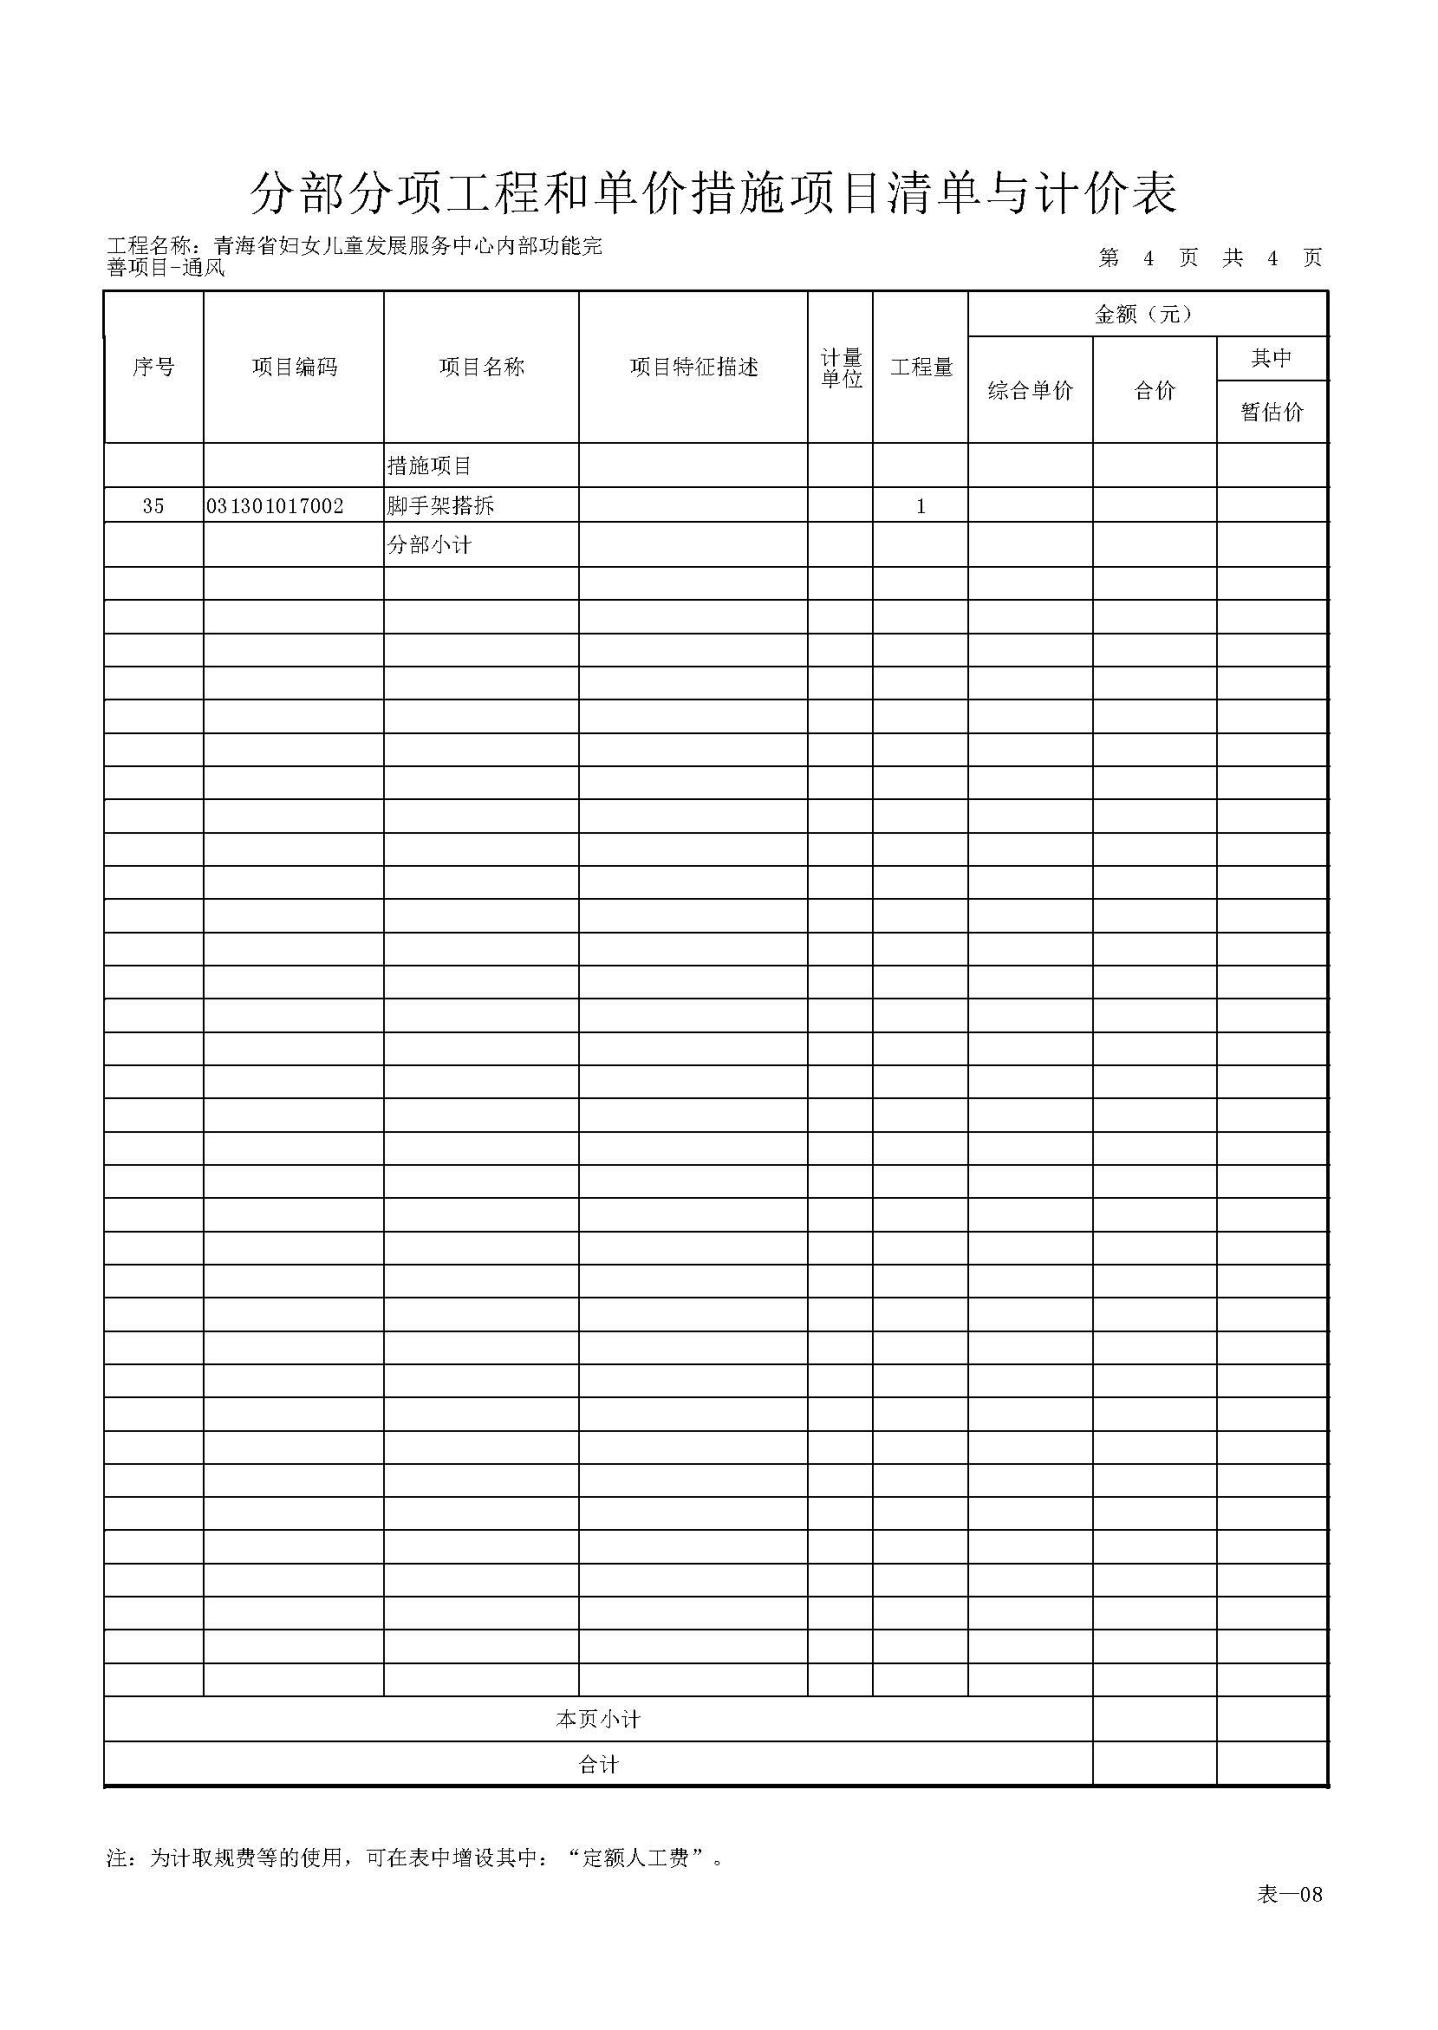 分部分项工程和单价措施项目清单与计价表
工程名称：青海省妇女儿童发展服务中心内部功能完
善项目-通风
第 4 页 共 4 页
序号 项目编码 项目名称 项目特征描述 计量单位 工程量 金额（元）
综合单价 合价 其中
暂估价
措施项目
35 031301017002 脚手架搭拆 1
分部小计
本页小计
合计
注：为计取规费等的使用，可在表中增设其中：“定额人工费”。
表—08